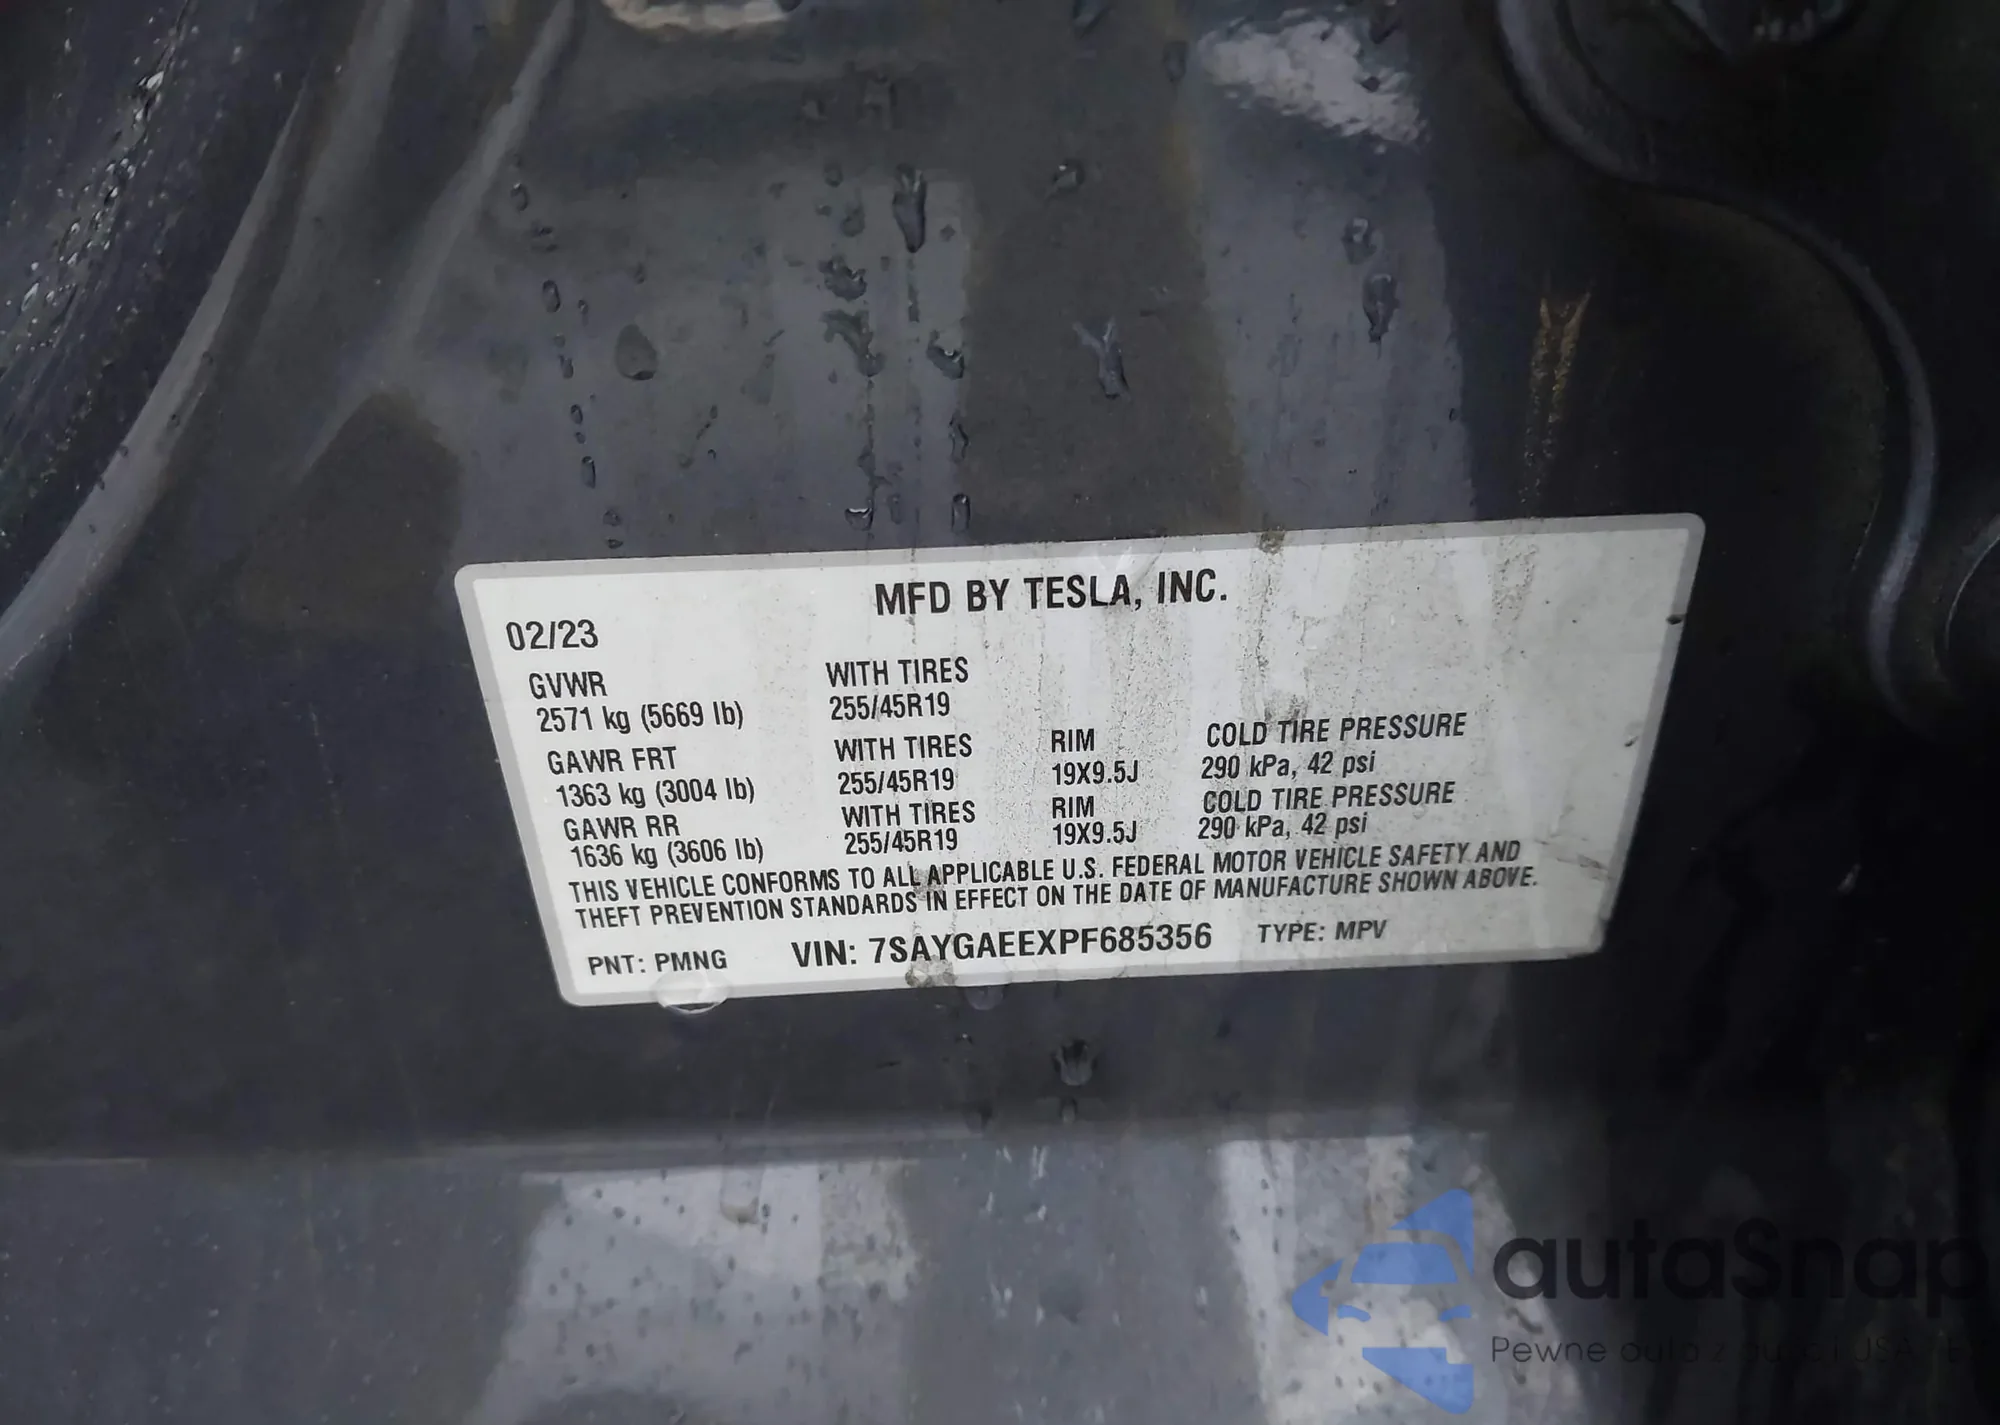 MFD BY TESLA, INC.
02/23
GVWR WITH TIRES
2571 kg (5669 lb) 255/45R19
GAWR FRT WITH TIRES RIM COLD TIRE PRESSURE
1363 kg (3004 lb) 255/45R19 19X9.5J 290 kPa, 42 psi
GAWR RR WITH TIRES RIM COLD TIRE PRESSURE
1636 kg (3606 lb) 255/45R19 19X9.5J 290 kPa, 42 psi
THIS VEHICLE CONFORMS TO ALL APPLICABLE U.S. FEDERAL MOTOR VEHICLE SAFETY AND
THEFT PREVENTION STANDARDS IN EFFECT ON THE DATE OF MANUFACTURE SHOWN ABOVE.
PNT: PMNG VIN: 7SAYGAEEXPF685356 TYPE: MPV
autaSnap
Pewne auto z USA